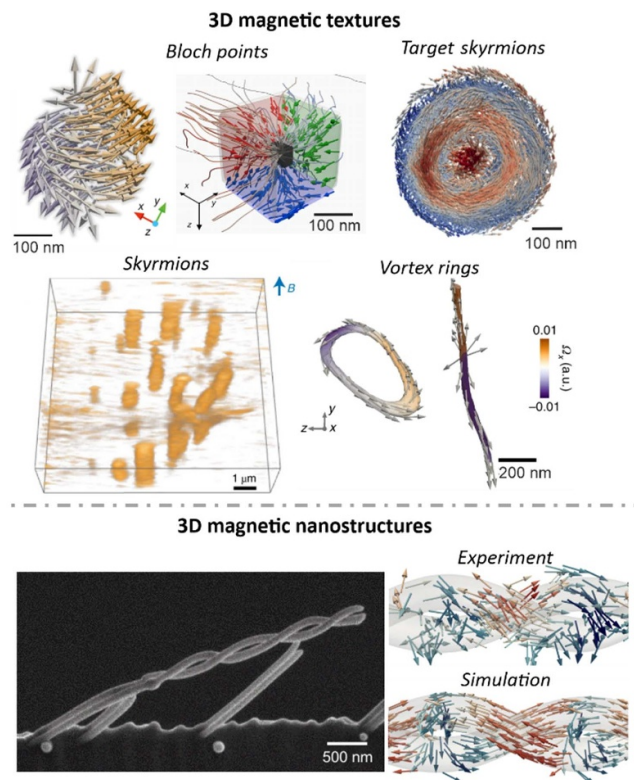 3D magnetic textures
Bloch points
Target skyrmions
x
y
z
100 nm
x
y
z
100 nm
100 nm
Skyrmions
B
1 μm
Vortex rings
y
z
x
0.01
Ωx (a.u.)
−0.01
200 nm
3D magnetic nanostructures
500 nm
Experiment
Simulation